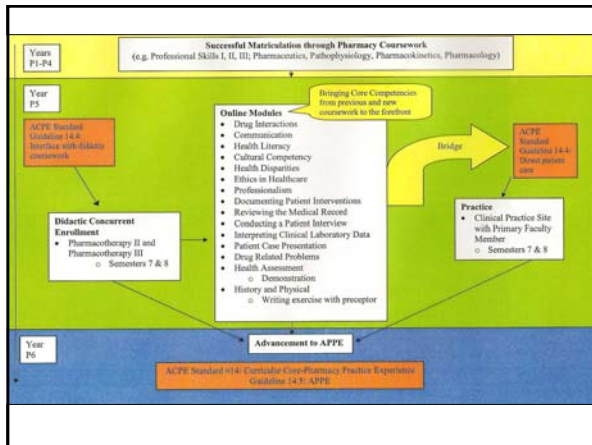 Years
P1-P4
Successful Matriculation through Pharmacy Coursework
(e.g. Professional Skills I, II, III; Pharmaceutics, Pathophysiology, Pharmacokinetics, Pharmacology)
Year
P5
Bringing Core Competencies
from previous and new
coursework to the forefront
ACPE Standard
Guideline 14.4:
Interface with didactic
coursework
Online Modules
• Drug Interactions
• Communication
• Health Literacy
• Cultural Competency
• Health Disparities
• Ethics in Healthcare
• Professionalism
• Documenting Patient Interventions
• Reviewing the Medical Record
• Conducting a Patient Interview
• Interpreting Clinical Laboratory Data
• Patient Case Presentation
• Drug Related Problems
• Health Assessment
o Demonstration
• History and Physical
o Writing exercise with preceptor
Bridge
ACPE
Standard
Guideline 14.4:
Direct patient
care
Didactic Concurrent
Enrollment
• Pharmacotherapy II and
Pharmacotherapy III
o Semesters 7 & 8
Practice
• Clinical Practice Site
with Primary Faculty
Member
o Semesters 7 & 8
Year
P6
Advancement to APPE
ACPE Standard #14: Curricular Core-Pharmacy Practice Experience
Guideline 14.5: APPE